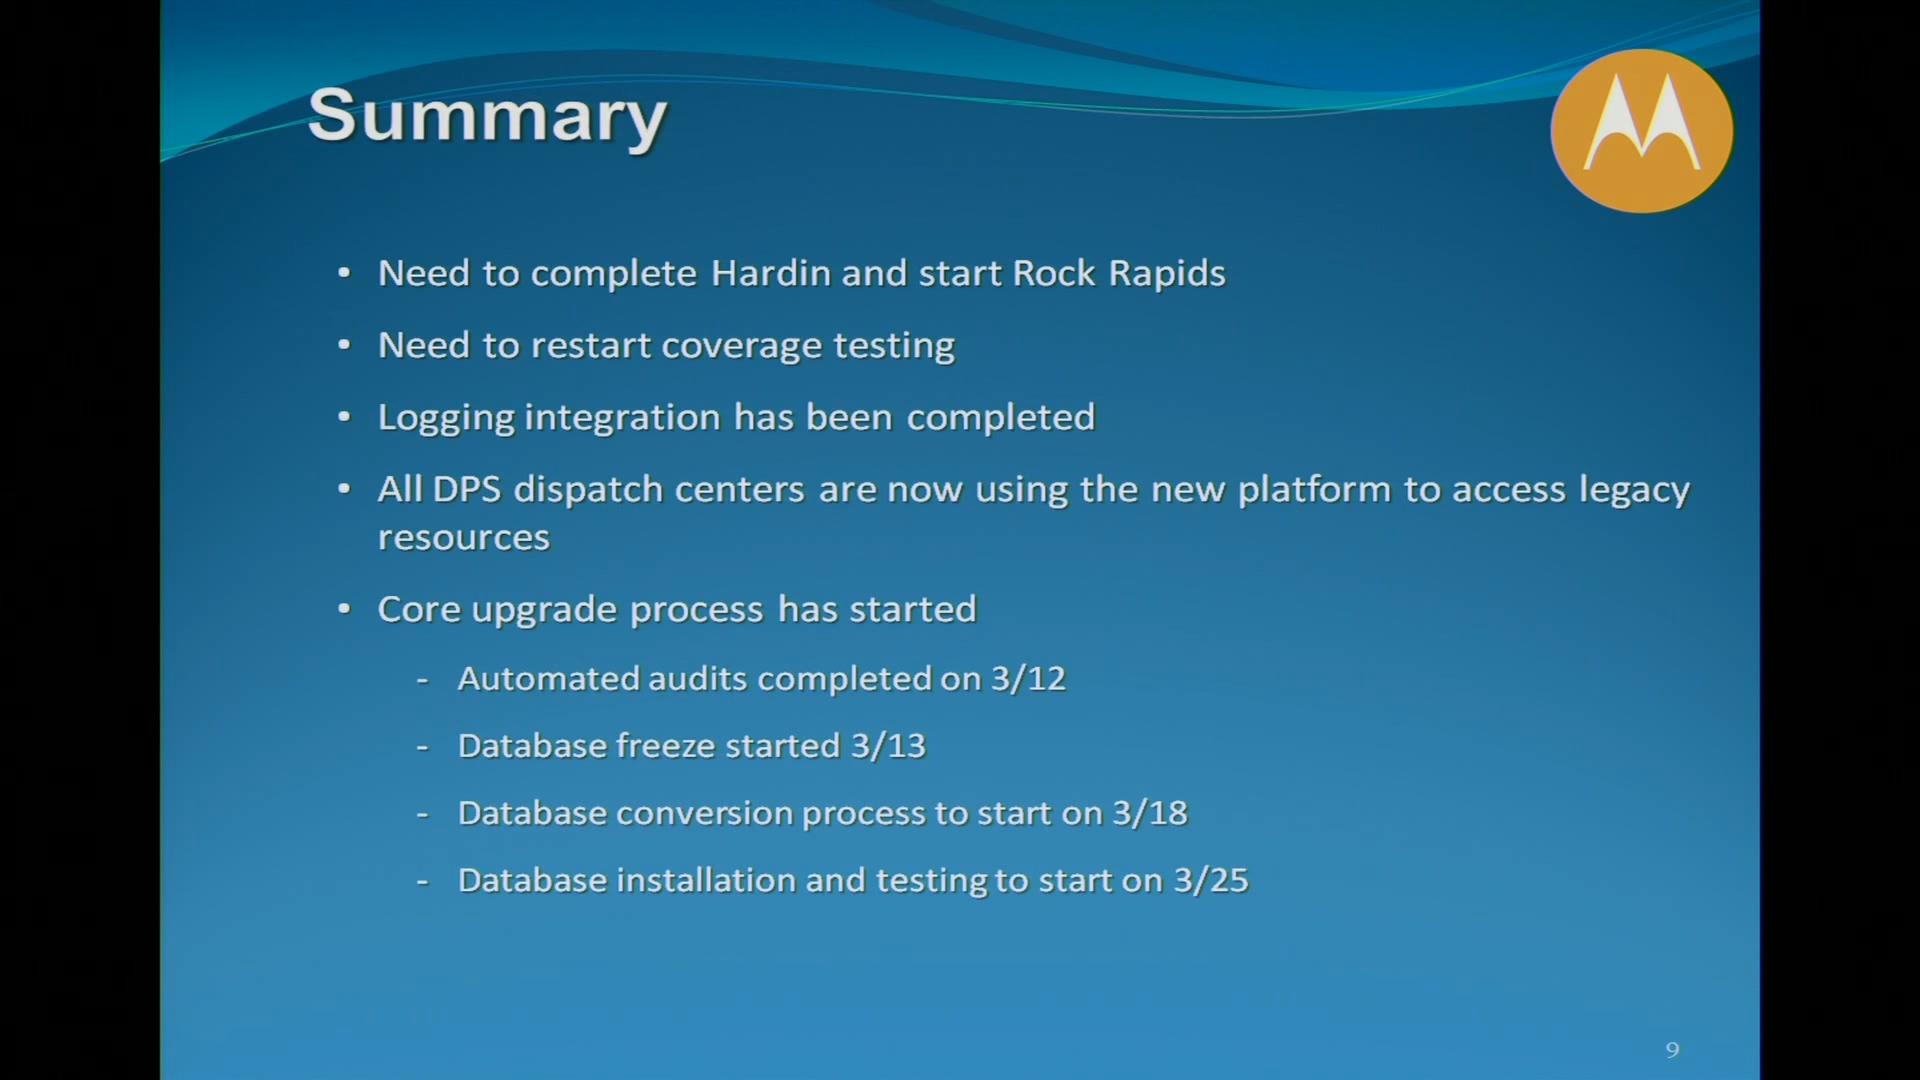 Summary
• Need to complete Hardin and start Rock Rapids
• Need to restart coverage testing
• Logging integration has been completed
• All DPS dispatch centers are now using the new platform to access legacy
resources
• Core upgrade process has started
- Automated audits completed on 3/12
- Database freeze started 3/13
- Database conversion process to start on 3/18
- Database installation and testing to start on 3/25
9